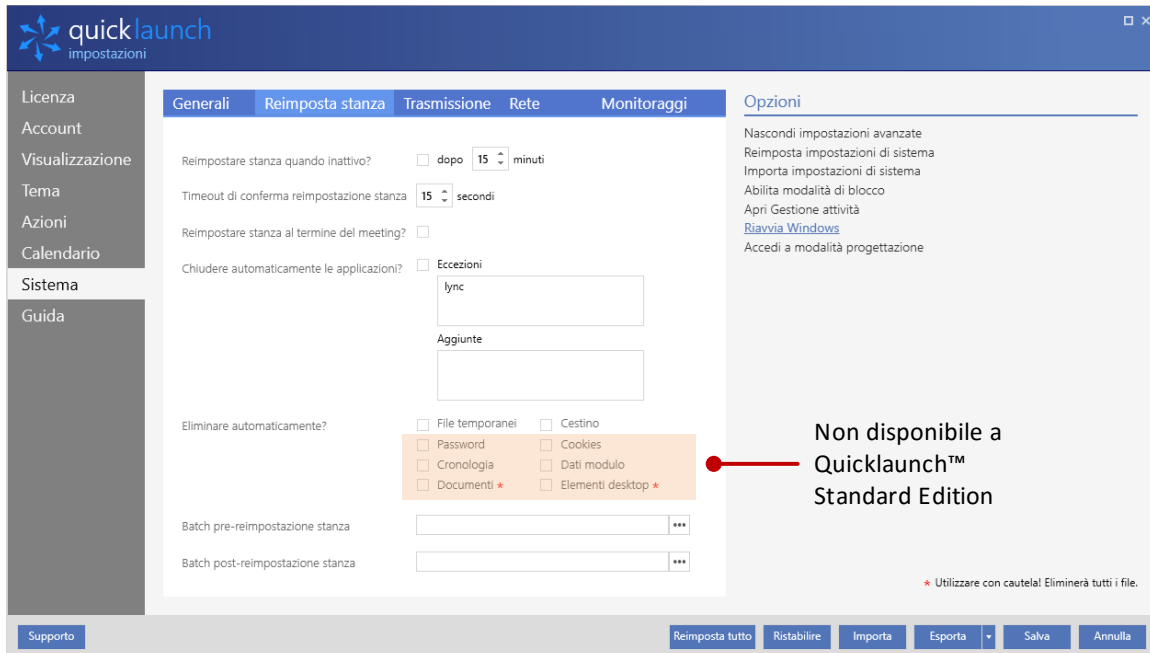 quicklaunch
impostazioni
Licenza
Account
Visualizzazione
Tema
Azioni
Calendario
Sistema
Guida
Generali Reimposta stanza Trasmissione Rete Monitoraggi
Reimpostare stanza quando inattivo? dopo 15 minuti
Timeout di conferma reimpostazione stanza 15 secondi
Reimpostare stanza al termine del meeting?
Chiudere automaticamente le applicazioni? Eccezioni
lync
Aggiunte
Eliminare automaticamente? File temporanei Cestino
Password Cookies
Cronologia Dati modulo
Documenti * Elementi desktop *
Batch pre-reimpostazione stanza •••
Batch post-reimpostazione stanza •••
Opzioni
Nascondi impostazioni avanzate
Reimposta impostazioni di sistema
Importa impostazioni di sistema
Abilita modalità di blocco
Apri Gestione attività
Riavvia Windows
Accedi a modalità progettazione
Non disponibile a
Quicklaunch™
Standard Edition
* Utilizzare con cautela! Eliminerà tutti i file.
Supporto Reimposta tutto Ristabilire Importa Esporta Salva Annulla